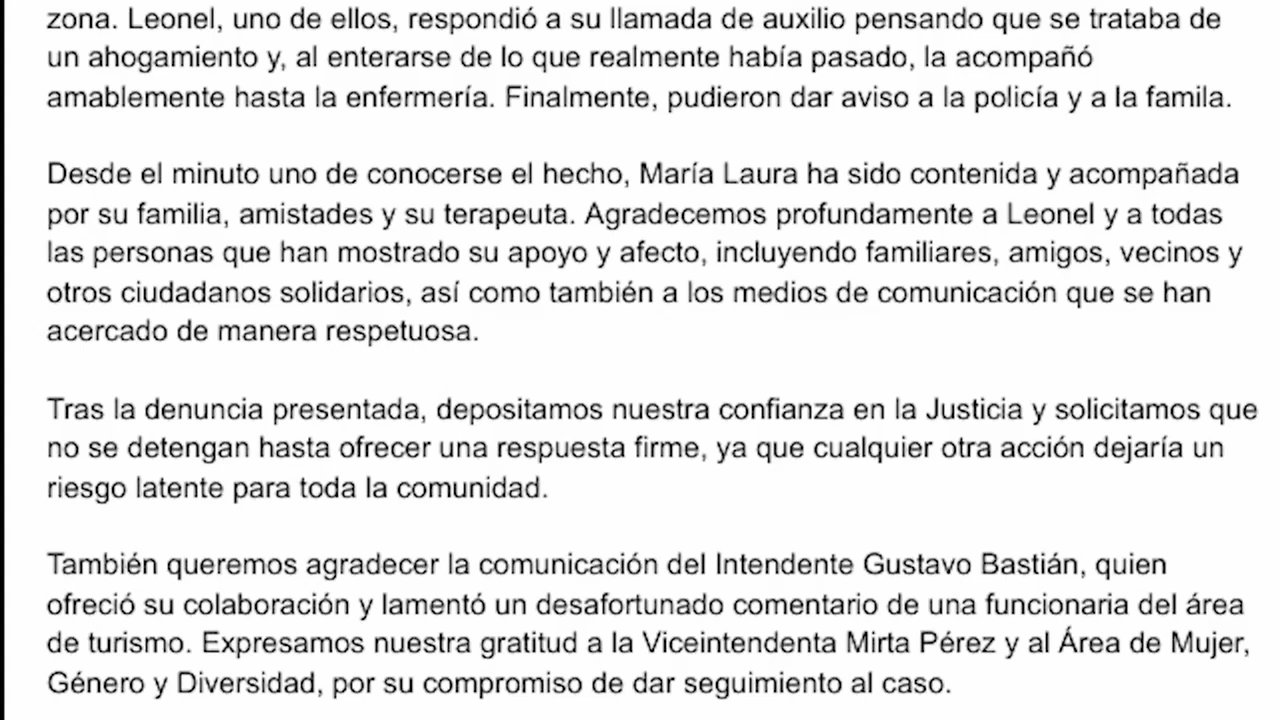 zona. Leonel, uno de ellos, respondió a su llamada de auxilio pensando que se trataba de
un ahogamiento y, al enterarse de lo que realmente había pasado, la acompañó
amablemente hasta la enfermería. Finalmente, pudieron dar aviso a la policía y a la famila.
Desde el minuto uno de conocerse el hecho, María Laura ha sido contenida y acompañada
por su familia, amistades y su terapeuta. Agradecemos profundamente a Leonel y a todas
las personas que han mostrado su apoyo y afecto, incluyendo familiares, amigos, vecinos y
otros ciudadanos solidarios, así como también a los medios de comunicación que se han
acercado de manera respetuosa.
Tras la denuncia presentada, depositamos nuestra confianza en la Justicia y solicitamos que
no se detengan hasta ofrecer una respuesta firme, ya que cualquier otra acción dejaría un
riesgo latente para toda la comunidad.
También queremos agradecer la comunicación del Intendente Gustavo Bastián, quien
ofreció su colaboración y lamentó un desafortunado comentario de una funcionaria del área
de turismo. Expresamos nuestra gratitud a la Viceintendenta Mirta Pérez y al Área de Mujer,
Género y Diversidad, por su compromiso de dar seguimiento al caso.